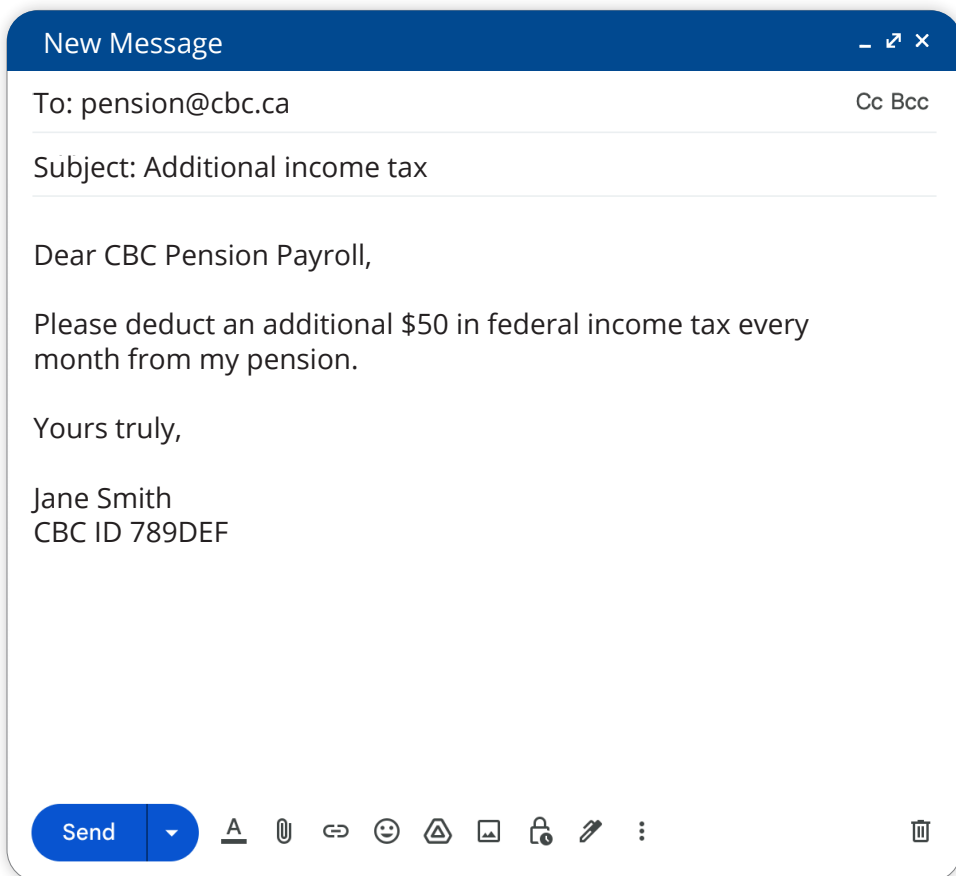 New Message
To: pension@cbc.ca
Cc Bcc
Subject: Additional income tax
Dear CBC Pension Payroll,
Please deduct an additional $50 in federal income tax every
month from my pension.
Yours truly,
Jane Smith
CBC ID 789DEF
Send
A